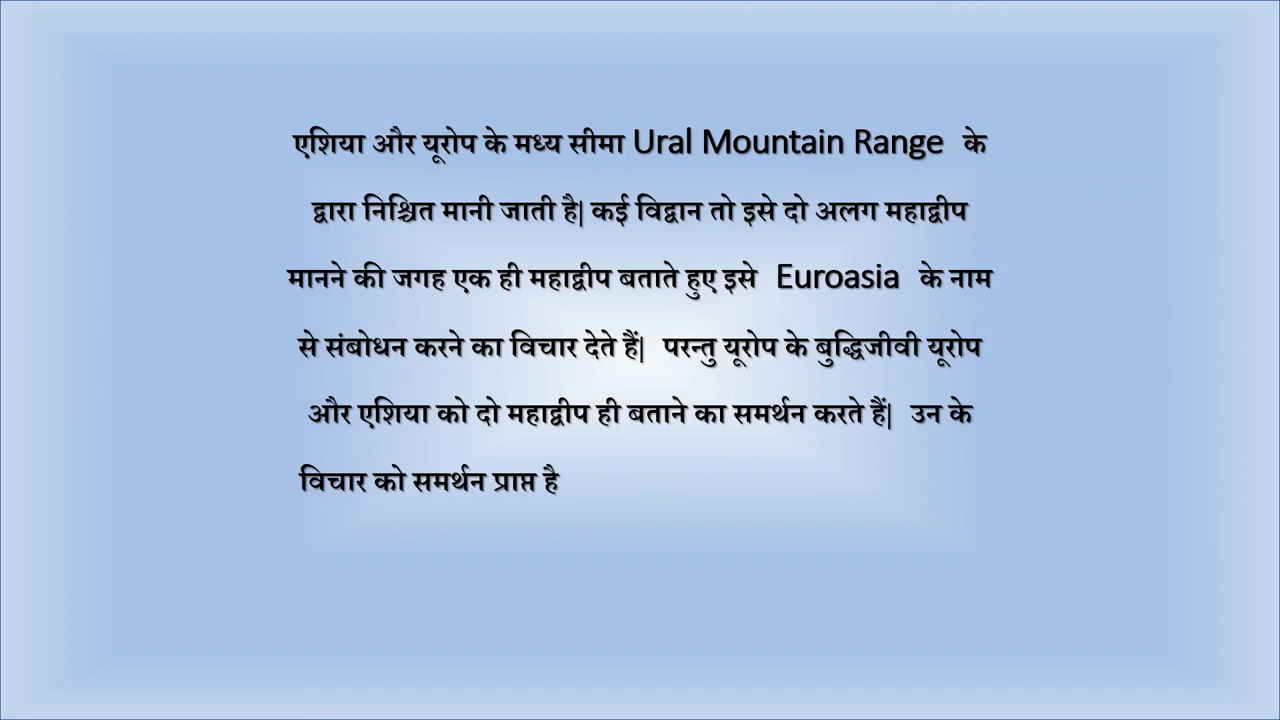 एशिया और यूरोप के मध्य सीमा Ural Mountain Range के
द्वारा निश्चित मानी जाती है| कई विद्वान तो इसे दो अलग महाद्वीप
मानने की जगह एक ही महाद्वीप बताते हुए इसे Euroasia के नाम
से संबोधन करने का विचार देते हैं| परन्तु यूरोप के बुद्धिजीवी यूरोप
और एशिया को दो महाद्वीप ही बताने का समर्थन करते हैं| उन के
विचार को समर्थन प्राप्त है